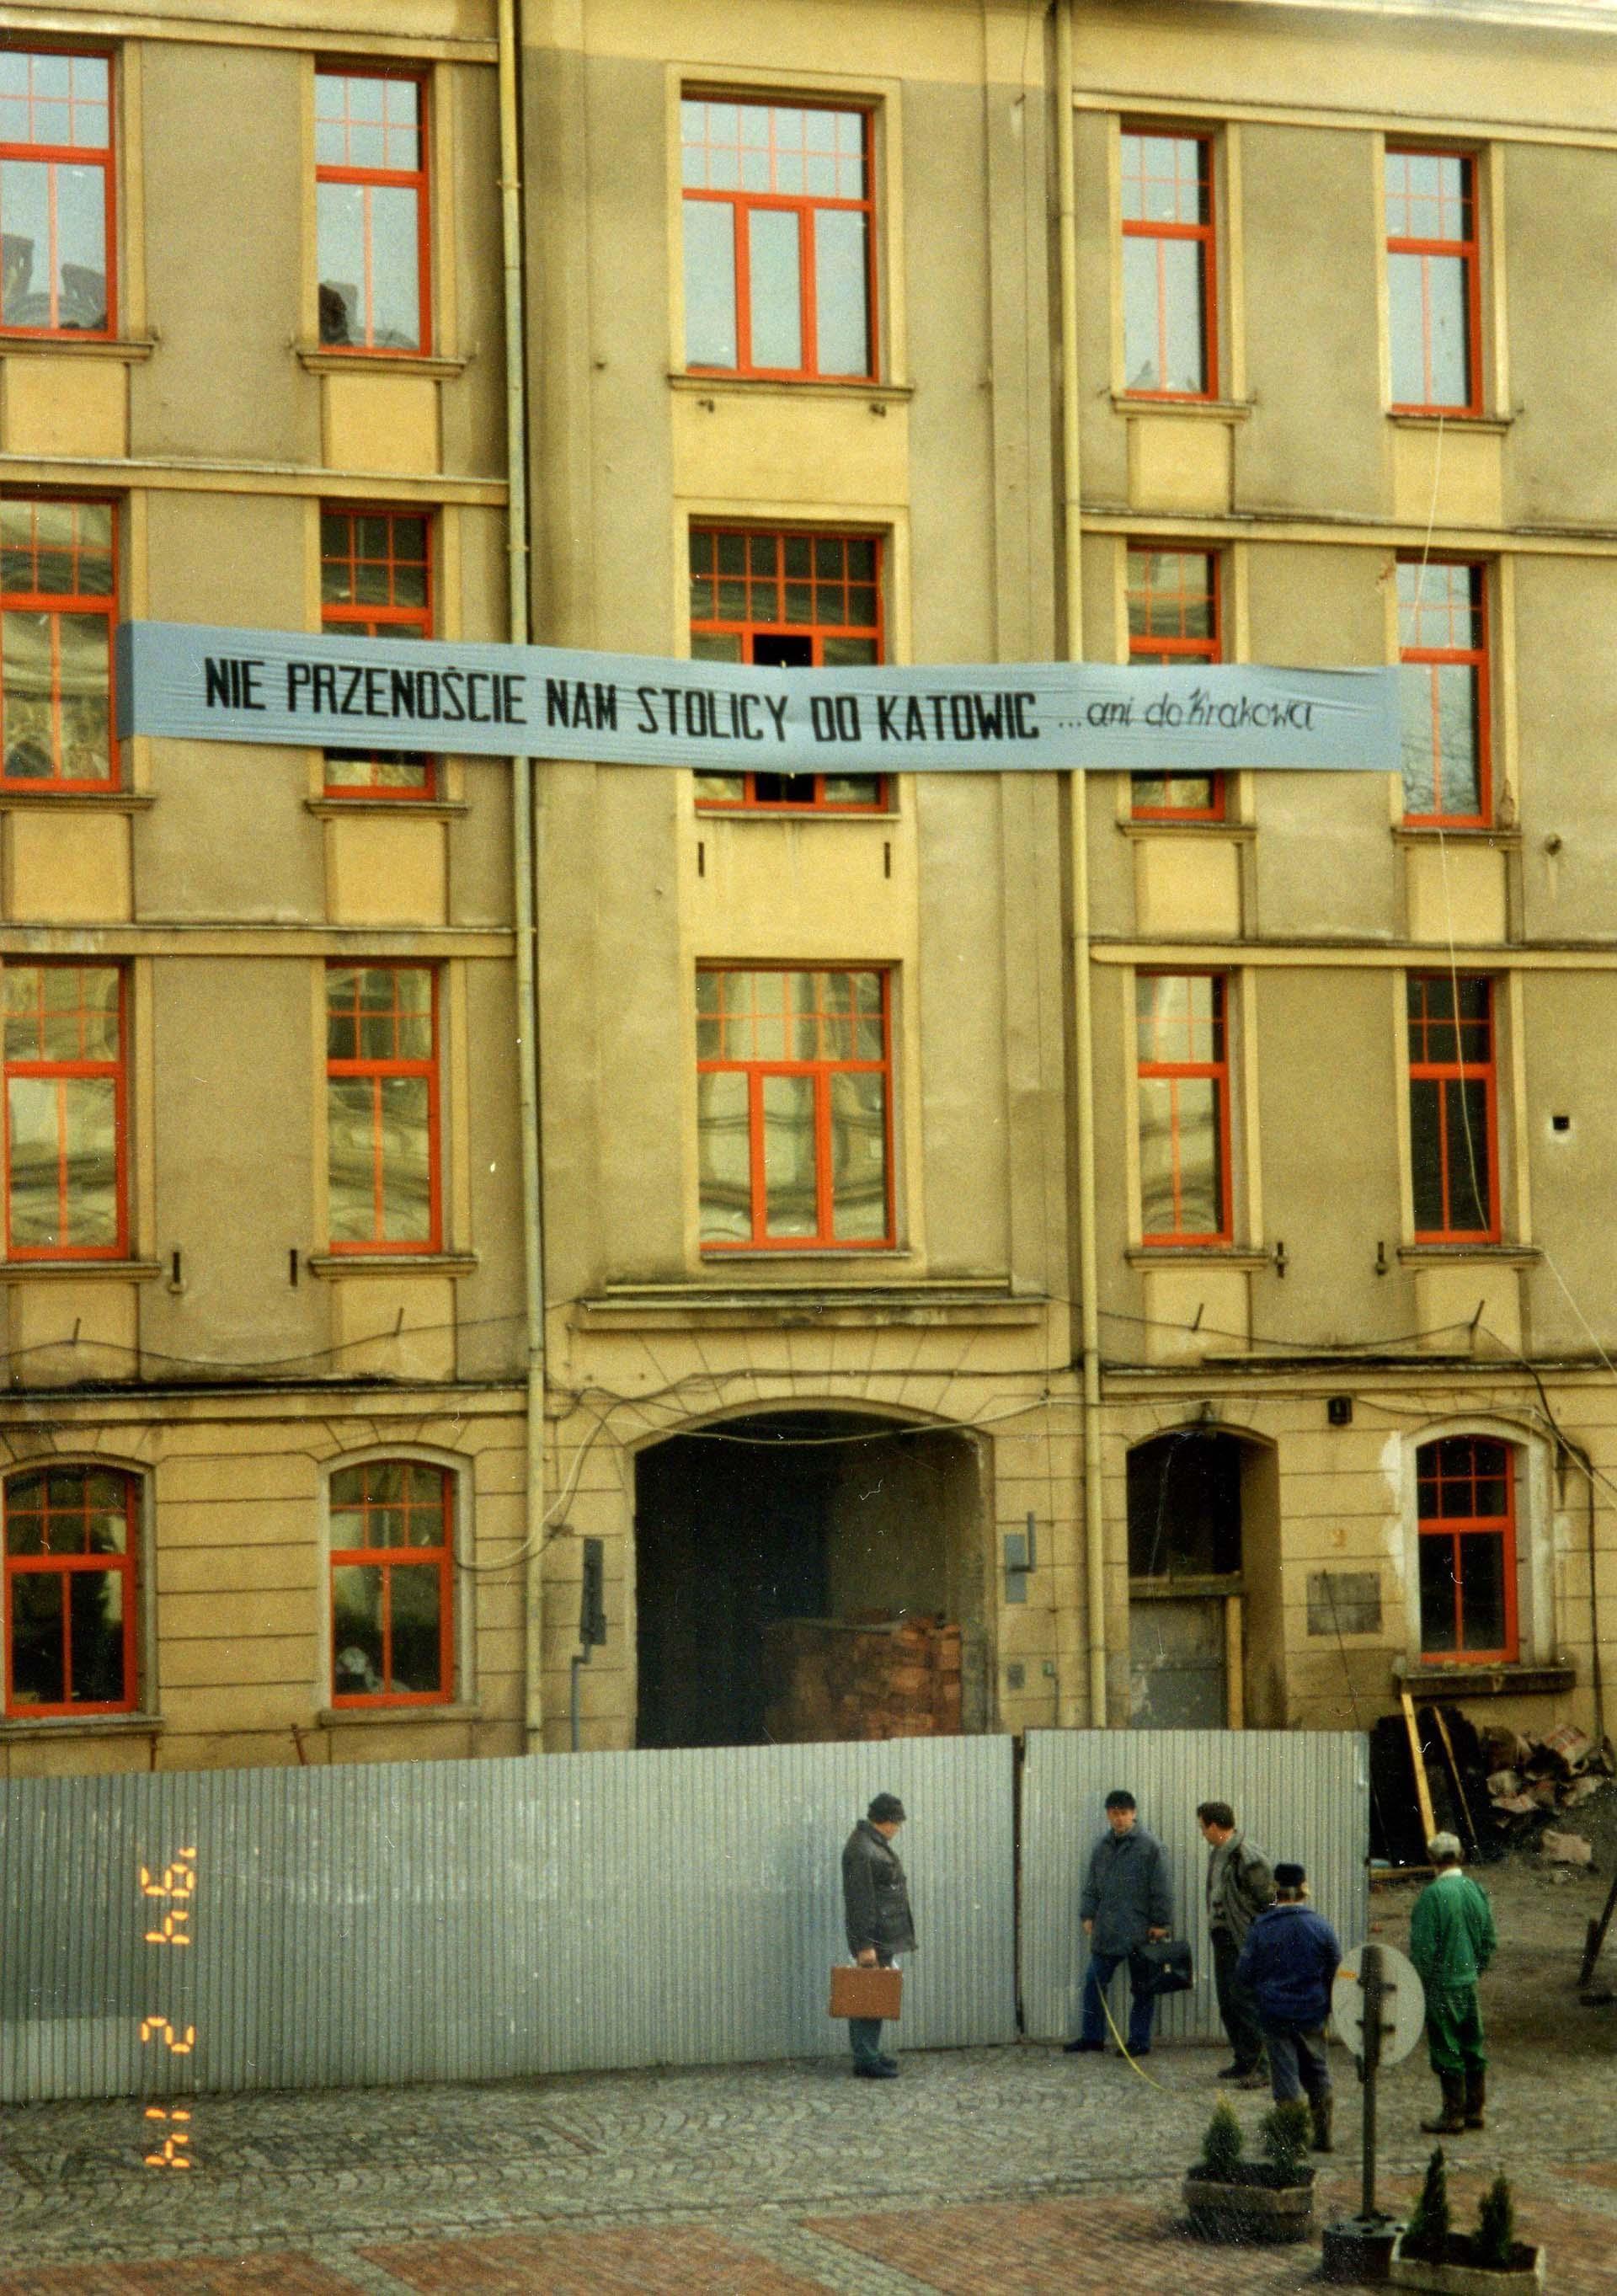 NIE PRZENOŚCIE NAM STOLICY DO KATOWIC ...ani do Krakowa
'94 2 14